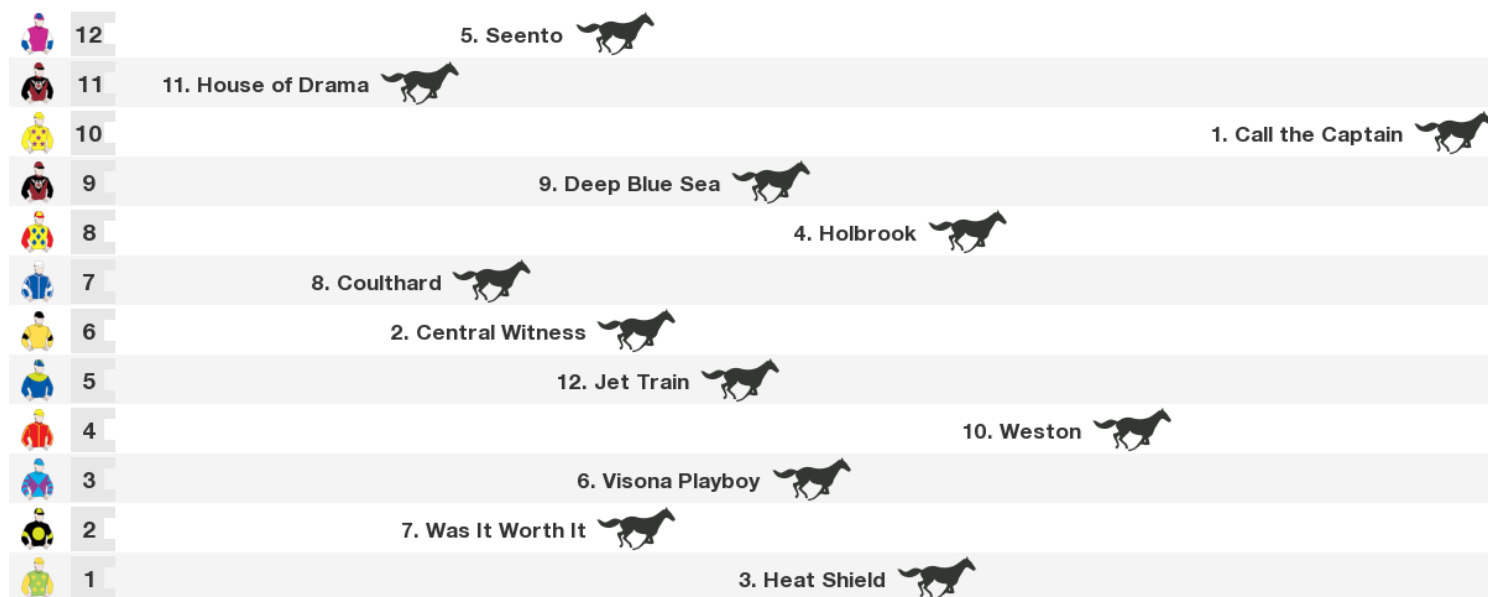 12 5. Seento
11 11. House of Drama
10 1. Call the Captain
9 9. Deep Blue Sea
8 4. Holbrook
7 8. Coulthard
6 2. Central Witness
5 12. Jet Train
4 10. Weston
3 6. Visona Playboy
2 7. Was It Worth It
1 3. Heat Shield